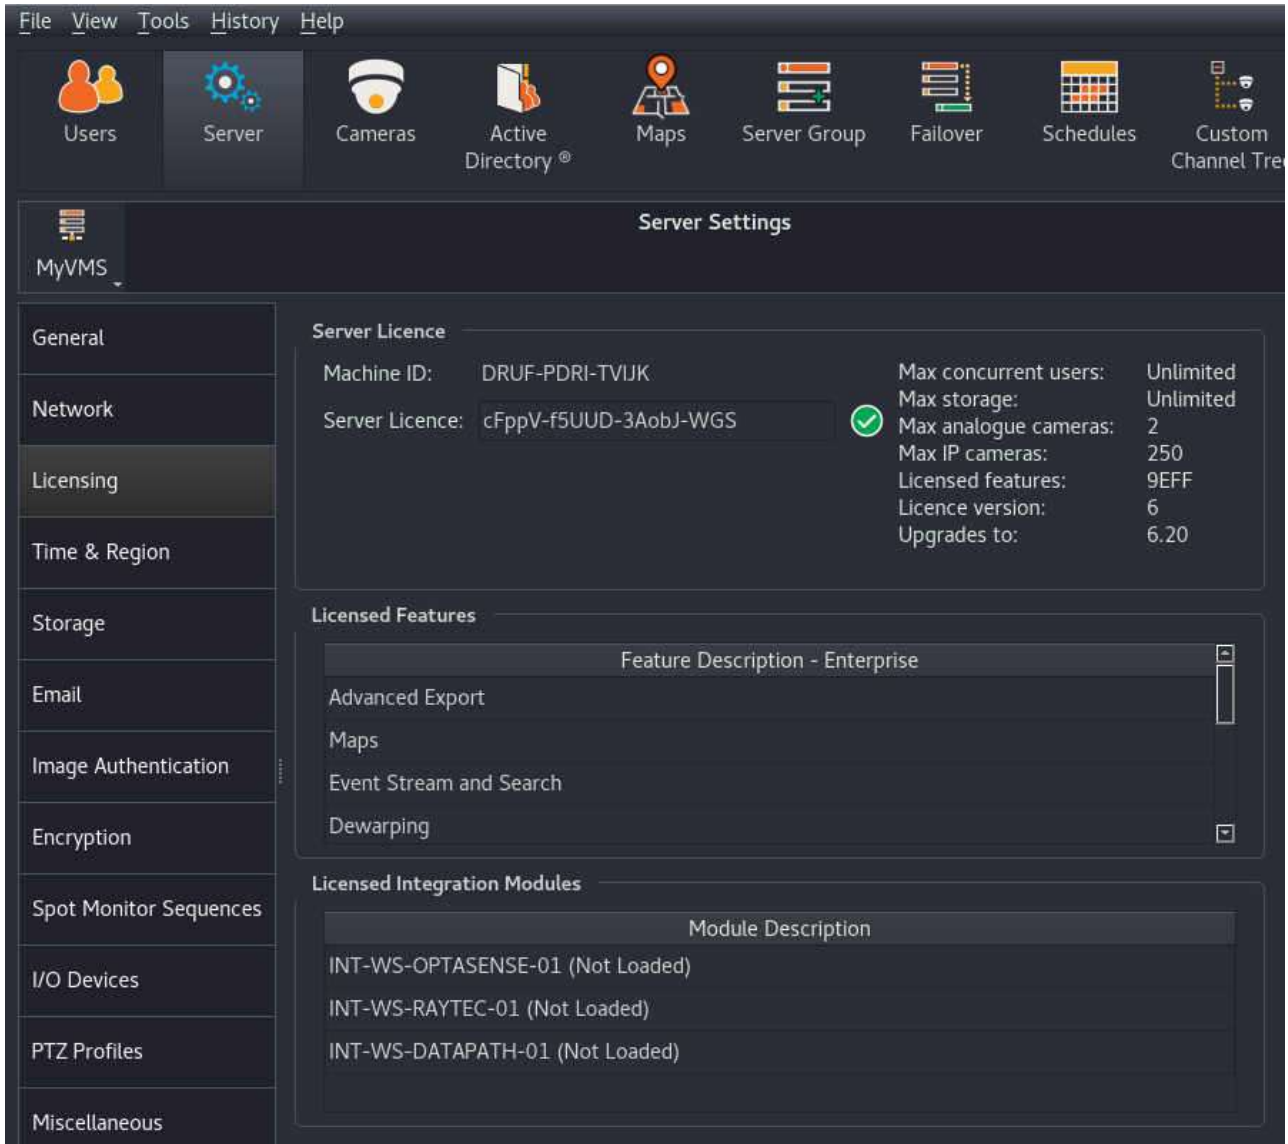 File View Tools History Help
Users Server Cameras Active Directory ® Maps Server Group Failover Schedules Custom Channel Tre
MyVMS
Server Settings
General
Network
Licensing
Time & Region
Storage
Email
Image Authentication
Encryption
Spot Monitor Sequences
I/O Devices
PTZ Profiles
Miscellaneous
Server Licence
Machine ID: DRUF-PDRI-TVIJK
Server Licence: cFppV-f5UUD-3AobJ-WGS
Max concurrent users: Unlimited
Max storage: Unlimited
Max analogue cameras: 2
Max IP cameras: 250
Licensed features: 9EFF
Licence version: 6
Upgrades to: 6.20
Licensed Features
Feature Description - Enterprise
Advanced Export
Maps
Event Stream and Search
Dewarping
Licensed Integration Modules
Module Description
INT-WS-OPTASENSE-01 (Not Loaded)
INT-WS-RAYTEC-01 (Not Loaded)
INT-WS-DATAPATH-01 (Not Loaded)